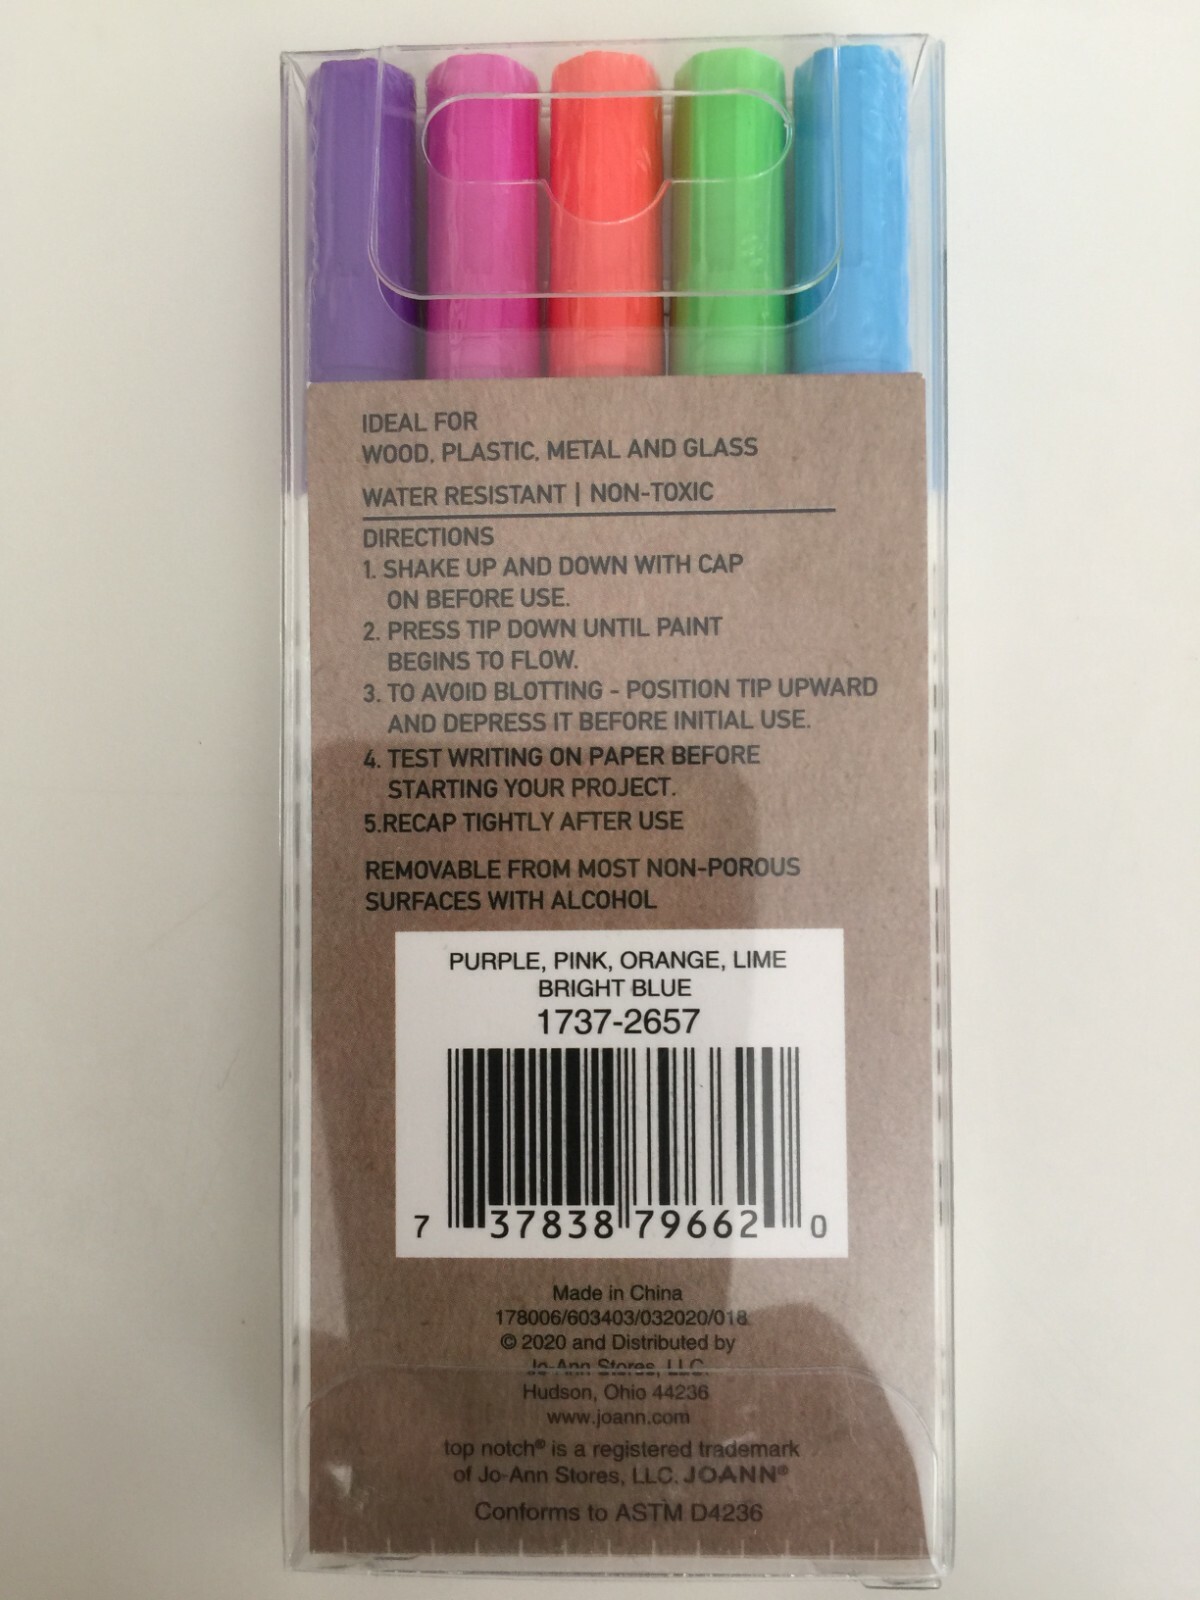 IDEAL FOR
WOOD, PLASTIC, METAL AND GLASS
WATER RESISTANT | NON-TOXIC
DIRECTIONS
1. SHAKE UP AND DOWN WITH CAP
ON BEFORE USE.
2. PRESS TIP DOWN UNTIL PAINT
BEGINS TO FLOW.
3. TO AVOID BLOTTING - POSITION TIP UPWARD
AND DEPRESS IT BEFORE INITIAL USE.
4. TEST WRITING ON PAPER BEFORE
STARTING YOUR PROJECT.
5.RECAP TIGHTLY AFTER USE
REMOVABLE FROM MOST NON-POROUS
SURFACES WITH ALCOHOL
PURPLE, PINK, ORANGE, LIME
BRIGHT BLUE
1737-2657
7 37838 79662 0
Made in China
178006/603403/032020/018
© 2020 and Distributed by
Jo-Ann Stores, LLC.
Hudson, Ohio 44236
www.joann.com
top notch® is a registered trademark
of Jo-Ann Stores, LLC. JOANN®
Conforms to ASTM D4236